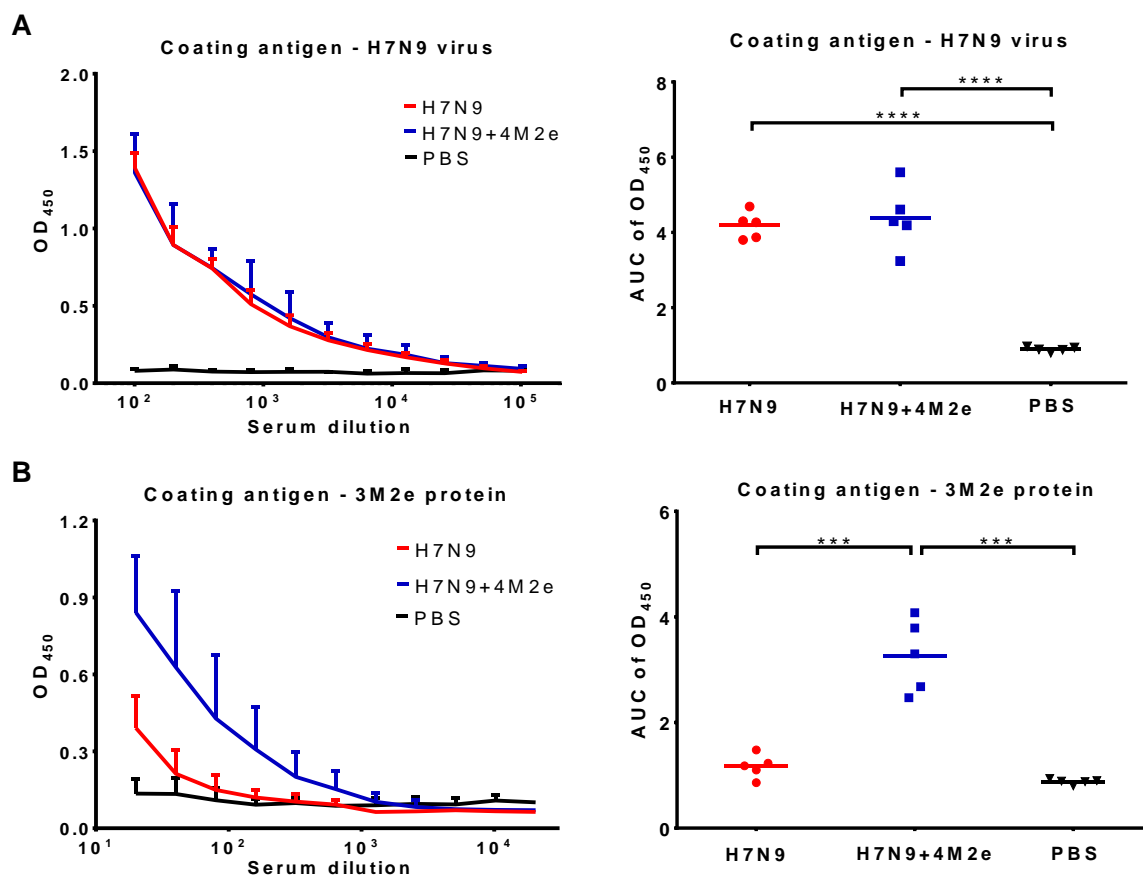 A
Coating antigen - H7N9 virus
2.0
1.5
1.0
0.5
0.0
OD450
H7N9
H7N9+4M2e
PBS
10^2 10^3 10^4 10^5
Serum dilution
Coating antigen - H7N9 virus
8
6
4
2
0
AUC of OD450
****
****
H7N9 H7N9+4M2e PBS
B
Coating antigen - 3M2e protein
1.2
0.9
0.6
0.3
0.0
OD450
H7N9
H7N9+4M2e
PBS
10^1 10^2 10^3 10^4
Serum dilution
Coating antigen - 3M2e protein
6
4
2
0
AUC of OD450
*** ***
H7N9 H7N9+4M2e PBS